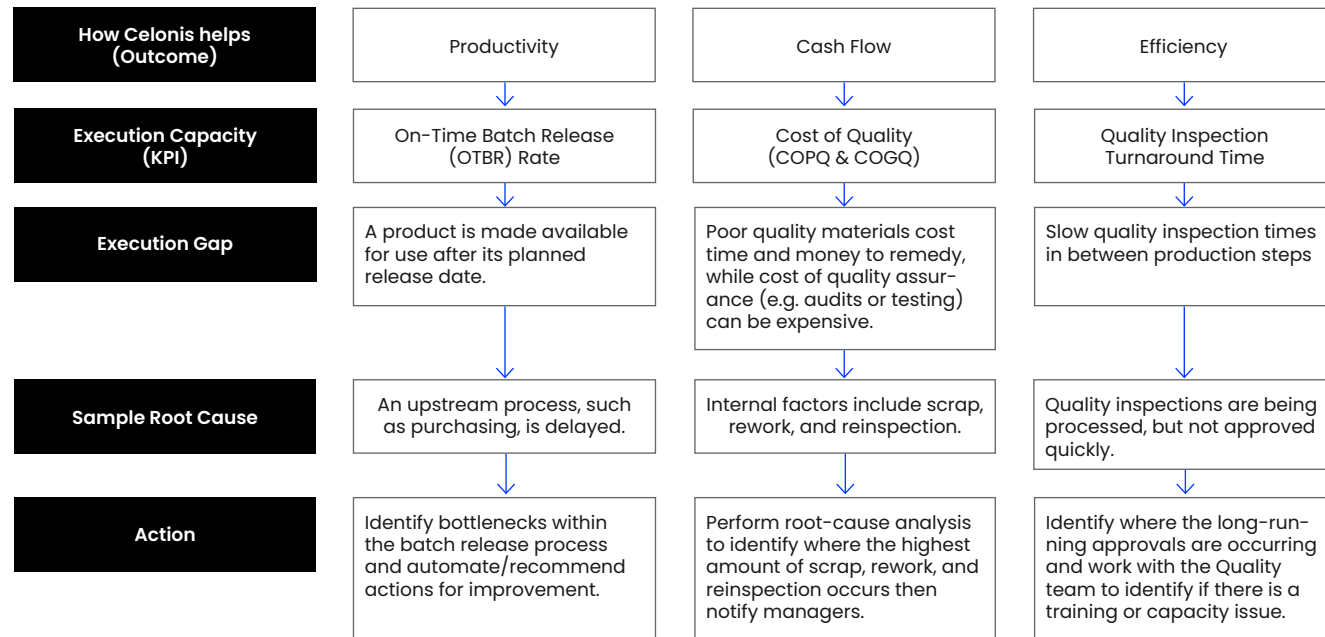 How Celonis helps
(Outcome)
Productivity
Cash Flow
Efficiency
Execution Capacity
(KPI)
On-Time Batch Release
(OTBR) Rate
Cost of Quality
(COPQ & COGQ)
Quality Inspection
Turnaround Time
Execution Gap
A product is made available
for use after its planned
release date.
Poor quality materials cost
time and money to remedy,
while cost of quality assur-
ance (e.g. audits or testing)
can be expensive.
Slow quality inspection times
in between production steps
Sample Root Cause
An upstream process, such
as purchasing, is delayed.
Internal factors include scrap,
rework, and reinspection.
Quality inspections are being
processed, but not approved
quickly.
Action
Identify bottlenecks within
the batch release process
and automate/recommend
actions for improvement.
Perform root-cause analysis
to identify where the highest
amount of scrap, rework, and
reinspection occurs then
notify managers.
Identify where the long-run-
ning approvals are occurring
and work with the Quality
team to identify if there is a
training or capacity issue.